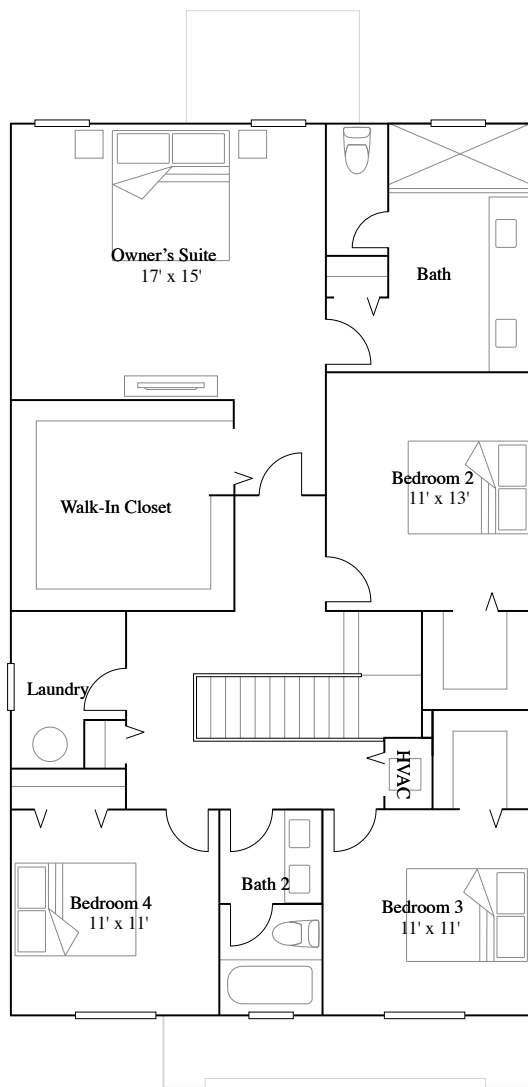 Owner's Suite
17' x 15'
Bath
Bedroom 2
11' x 13'
Walk-In Closet
Laundry
HVAC
Bedroom 4
11' x 11'
Bath 2
Bedroom 3
11' x 11'